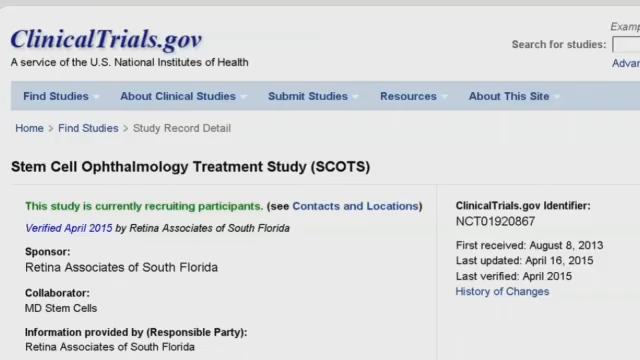 Examp
ClinicalTrials.gov
Search for studies:
A service of the U.S. National Institutes of Health
Advan
Find Studies About Clinical Studies Submit Studies Resources About This Site
Home > Find Studies > Study Record Detail
Stem Cell Ophthalmology Treatment Study (SCOTS)
This study is currently recruiting participants. (see Contacts and Locations)
Verified April 2015 by Retina Associates of South Florida
Sponsor:
Retina Associates of South Florida
Collaborator:
MD Stem Cells
Information provided by (Responsible Party):
Retina Associates of South Florida
ClinicalTrials.gov Identifier:
NCT01920867
First received: August 8, 2013
Last updated: April 16, 2015
Last verified: April 2015
History of Changes